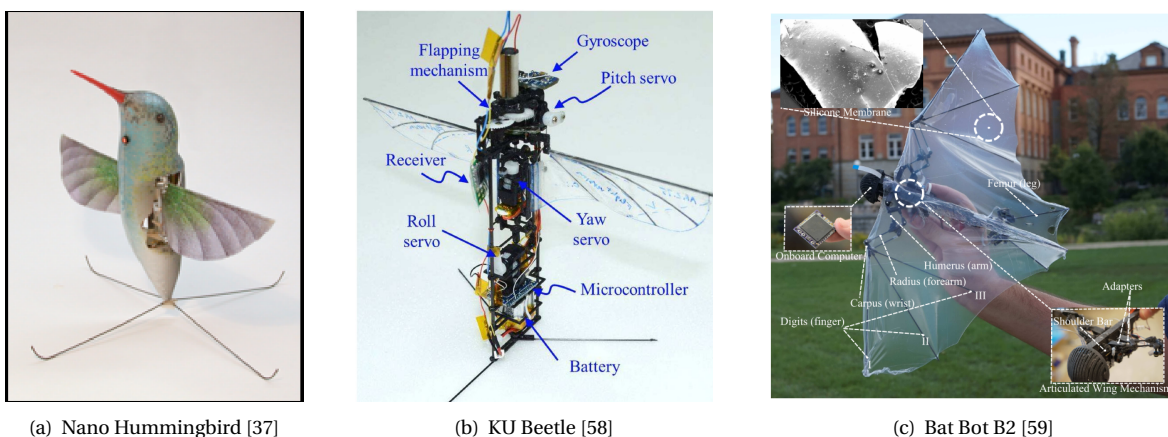 Flapping
mechanism
Gyroscope
Pitch servo
Receiver
Roll
servo
Yaw
servo
Microcontroller
Battery
Silicone Membrane
Femur (leg)
Onboard Computer
Humerus (arm)
Radius (forearm)
Carpus (wrist)
III
Digits (finger)
II
Adapters
Shoulder Bar
Articulated Wing Mechanism
(a) Nano Hummingbird [37]
(b) KU Beetle [58]
(c) Bat Bot B2 [59]